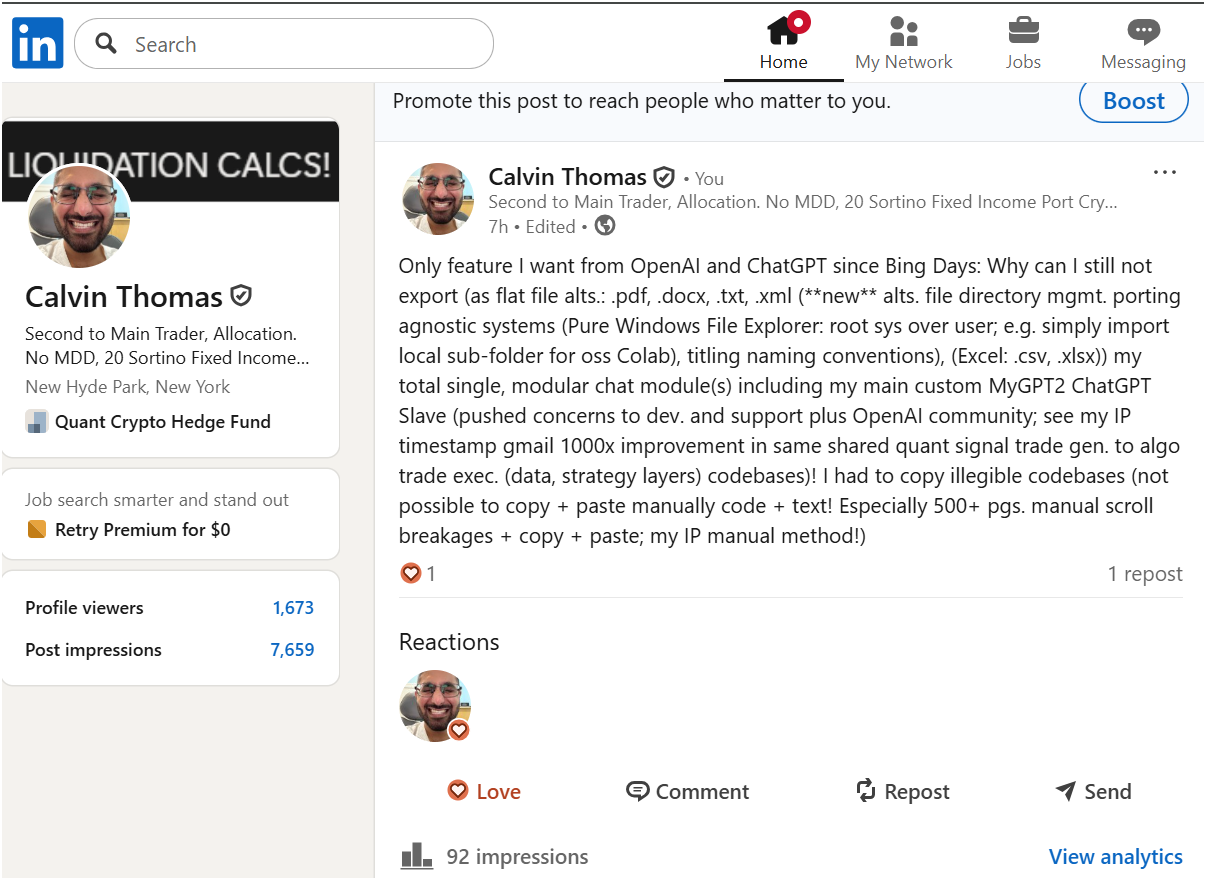 in
Search
Home
My Network
Jobs
Messaging
Promote this post to reach people who matter to you.
Boost
LIQUIDATION CALCS!
Calvin Thomas
Second to Main Trader, Allocation.
No MDD, 20 Sortino Fixed Income...
New Hyde Park, New York
Quant Crypto Hedge Fund
Job search smarter and stand out
Retry Premium for $0
Profile viewers 1,673
Post impressions 7,659
Calvin Thomas • You
Second to Main Trader, Allocation. No MDD, 20 Sortino Fixed Income Port Cry...
7h • Edited •
Only feature I want from OpenAI and ChatGPT since Bing Days: Why can I still not
export (as flat file alts.: .pdf, .docx, .txt, .xml (**new** alts. file directory mgmt. porting
agnostic systems (Pure Windows File Explorer: root sys over user; e.g. simply import
local sub-folder for oss Colab), titling naming conventions), (Excel: .csv, .xlsx)) my
total single, modular chat module(s) including my main custom MyGPT2 ChatGPT
Slave (pushed concerns to dev. and support plus OpenAI community; see my IP
timestamp gmail 1000x improvement in same shared quant signal trade gen. to algo
trade exec. (data, strategy layers) codebases)! I had to copy illegible codebases (not
possible to copy + paste manually code + text! Especially 500+ pgs. manual scroll
breakages + copy + paste; my IP manual method!)
1
1 repost
Reactions
Love
Comment
Repost
Send
92 impressions
View analytics